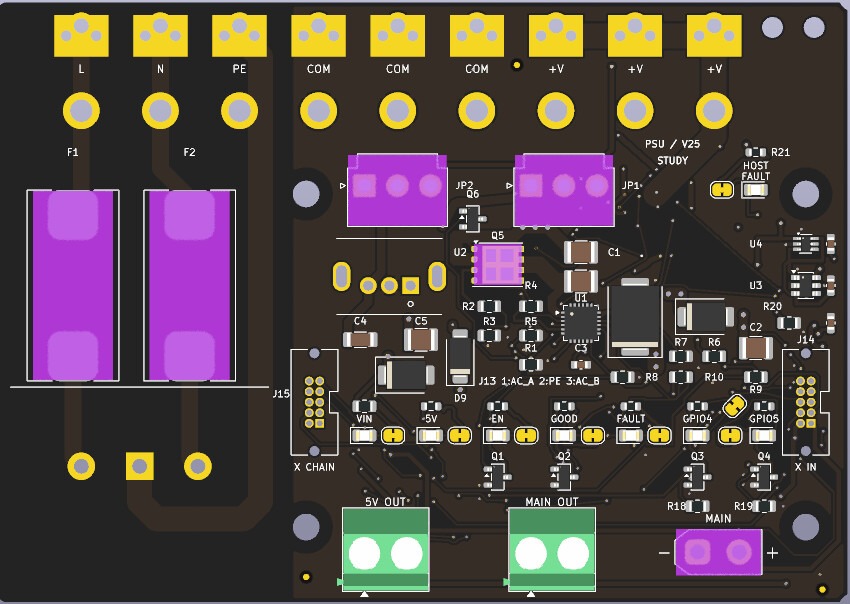 L N PE COM COM COM +V +V +V
F1 F2
PSU / V25
STUDY
R21
HOST
FAULT
JP2 JP1
Q6
Q5
U2 C1 U4
R4 U3
U1
R2 R20
R3 R5
C4 C5 C2
R1 C3 R7 R6 J14
J13 1:AC_A 2:PE 3:AC_B R8 R10
R9
J15 D9
VIN 5V EN GOOD FAULT GPIO4 GPIO5
Q1 Q2 Q3 Q4
X CHAIN X IN
5V OUT MAIN OUT R18 R19
MAIN
− +